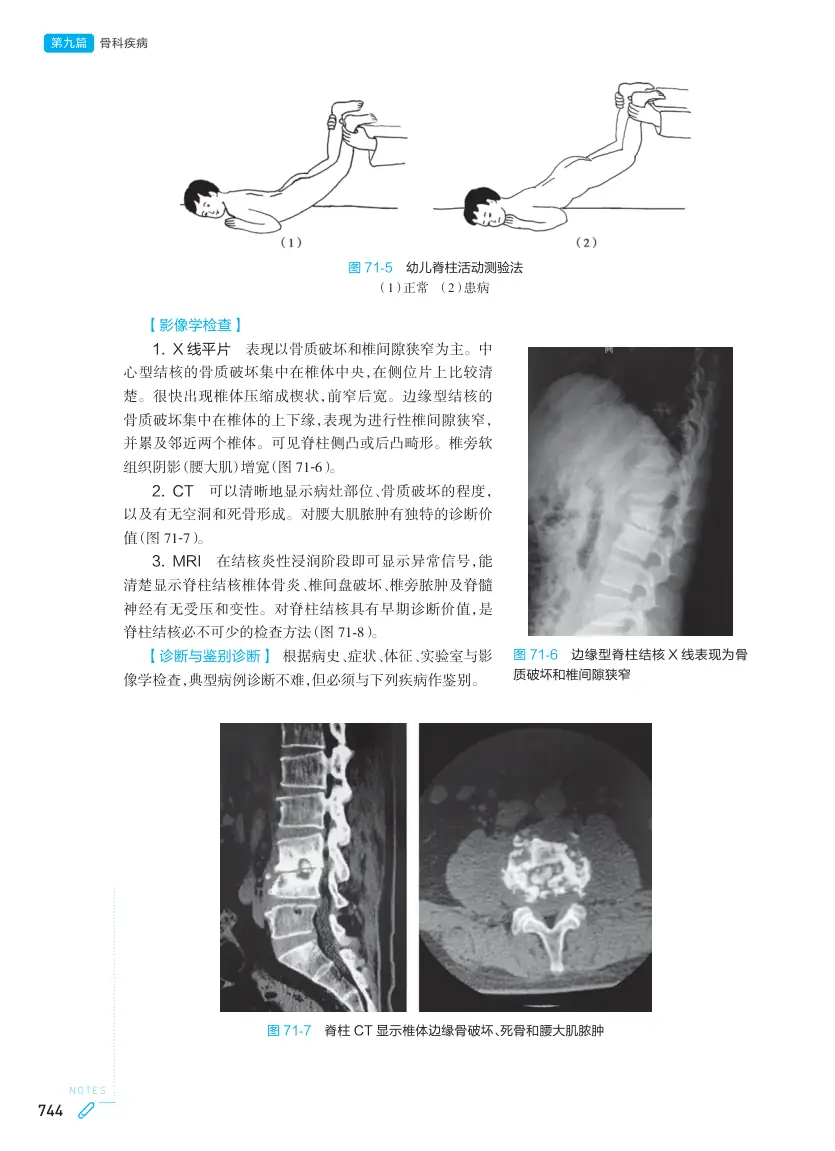 第九篇 骨科疾病
（1） （2）
图 71-5 幼儿脊柱活动测验法
（1）正常 （2）患病
【影像学检查】
1. X 线平片 表现以骨质破坏和椎间隙狭窄为主。中
心型结核的骨质破坏集中在椎体中央,在侧位片上比较清
楚。很快出现椎体压缩成楔状,前窄后宽。边缘型结核的
骨质破坏集中在椎体的上下缘,表现为进行性椎间隙狭窄,
并累及邻近两个椎体。可见脊柱侧凸或后凸畸形。椎旁软
组织阴影（腰大肌）增宽（图 71-6）。
2. CT 可以清晰地显示病灶部位、骨质破坏的程度,
以及有无空洞和死骨形成。对腰大肌脓肿有独特的诊断价
值（图 71-7）。
3. MRI 在结核炎性浸润阶段即可显示异常信号,能
清楚显示脊柱结核椎体骨炎、椎间盘破坏、椎旁脓肿及脊髓
神经有无受压和变性。对脊柱结核具有早期诊断价值,是
脊柱结核必不可少的检查方法（图 71-8）。
【诊断与鉴别诊断】 根据病史、症状、体征、实验室与影
像学检查,典型病例诊断不难,但必须与下列疾病作鉴别。
图 71-6 边缘型脊柱结核 X 线表现为骨
质破坏和椎间隙狭窄
图 71-7 脊柱 CT 显示椎体边缘骨破坏、死骨和腰大肌脓肿
NOTES
744